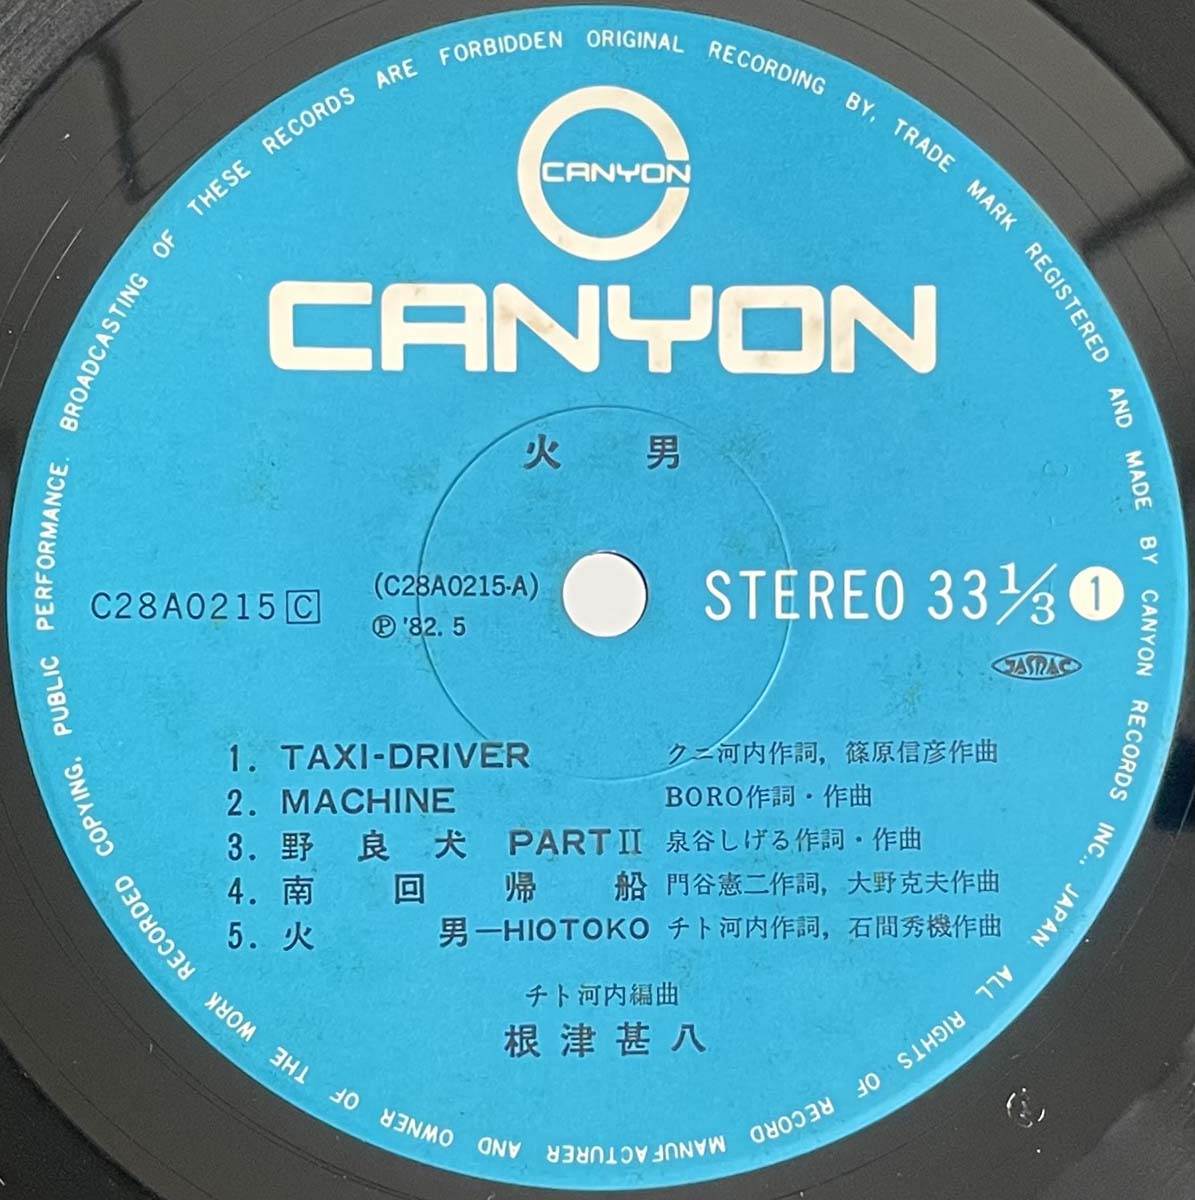 BROADCASTING OF THESE RECORDS ARE FORBIDDEN ORIGINAL RECORDING BY, TRADE MARK REGISTERED AND MADE BY CANYON RECORDS INC., JAPAN ALL RIGHTS OF RECORD MANUFACTURER AND OWNER OF THE WORK RECORDED COPYING, PUBLIC PERFORMANCE.
CANYON
CANYON
火男
C28A0215 C
(C28A0215-A)
℗ '82. 5
STEREO 33 1/3 1
JASRAC
1. TAXI-DRIVER クニ河内作詞, 篠原信彦作曲
2. MACHINE BORO作詞・作曲
3. 野良犬 PART II 泉谷しげる作詞・作曲
4. 南回帰船 門谷憲二作詞, 大野克夫作曲
5. 火男—HIOTOKO チト河内作詞, 石間秀機作曲
チト河内編曲
根津甚八